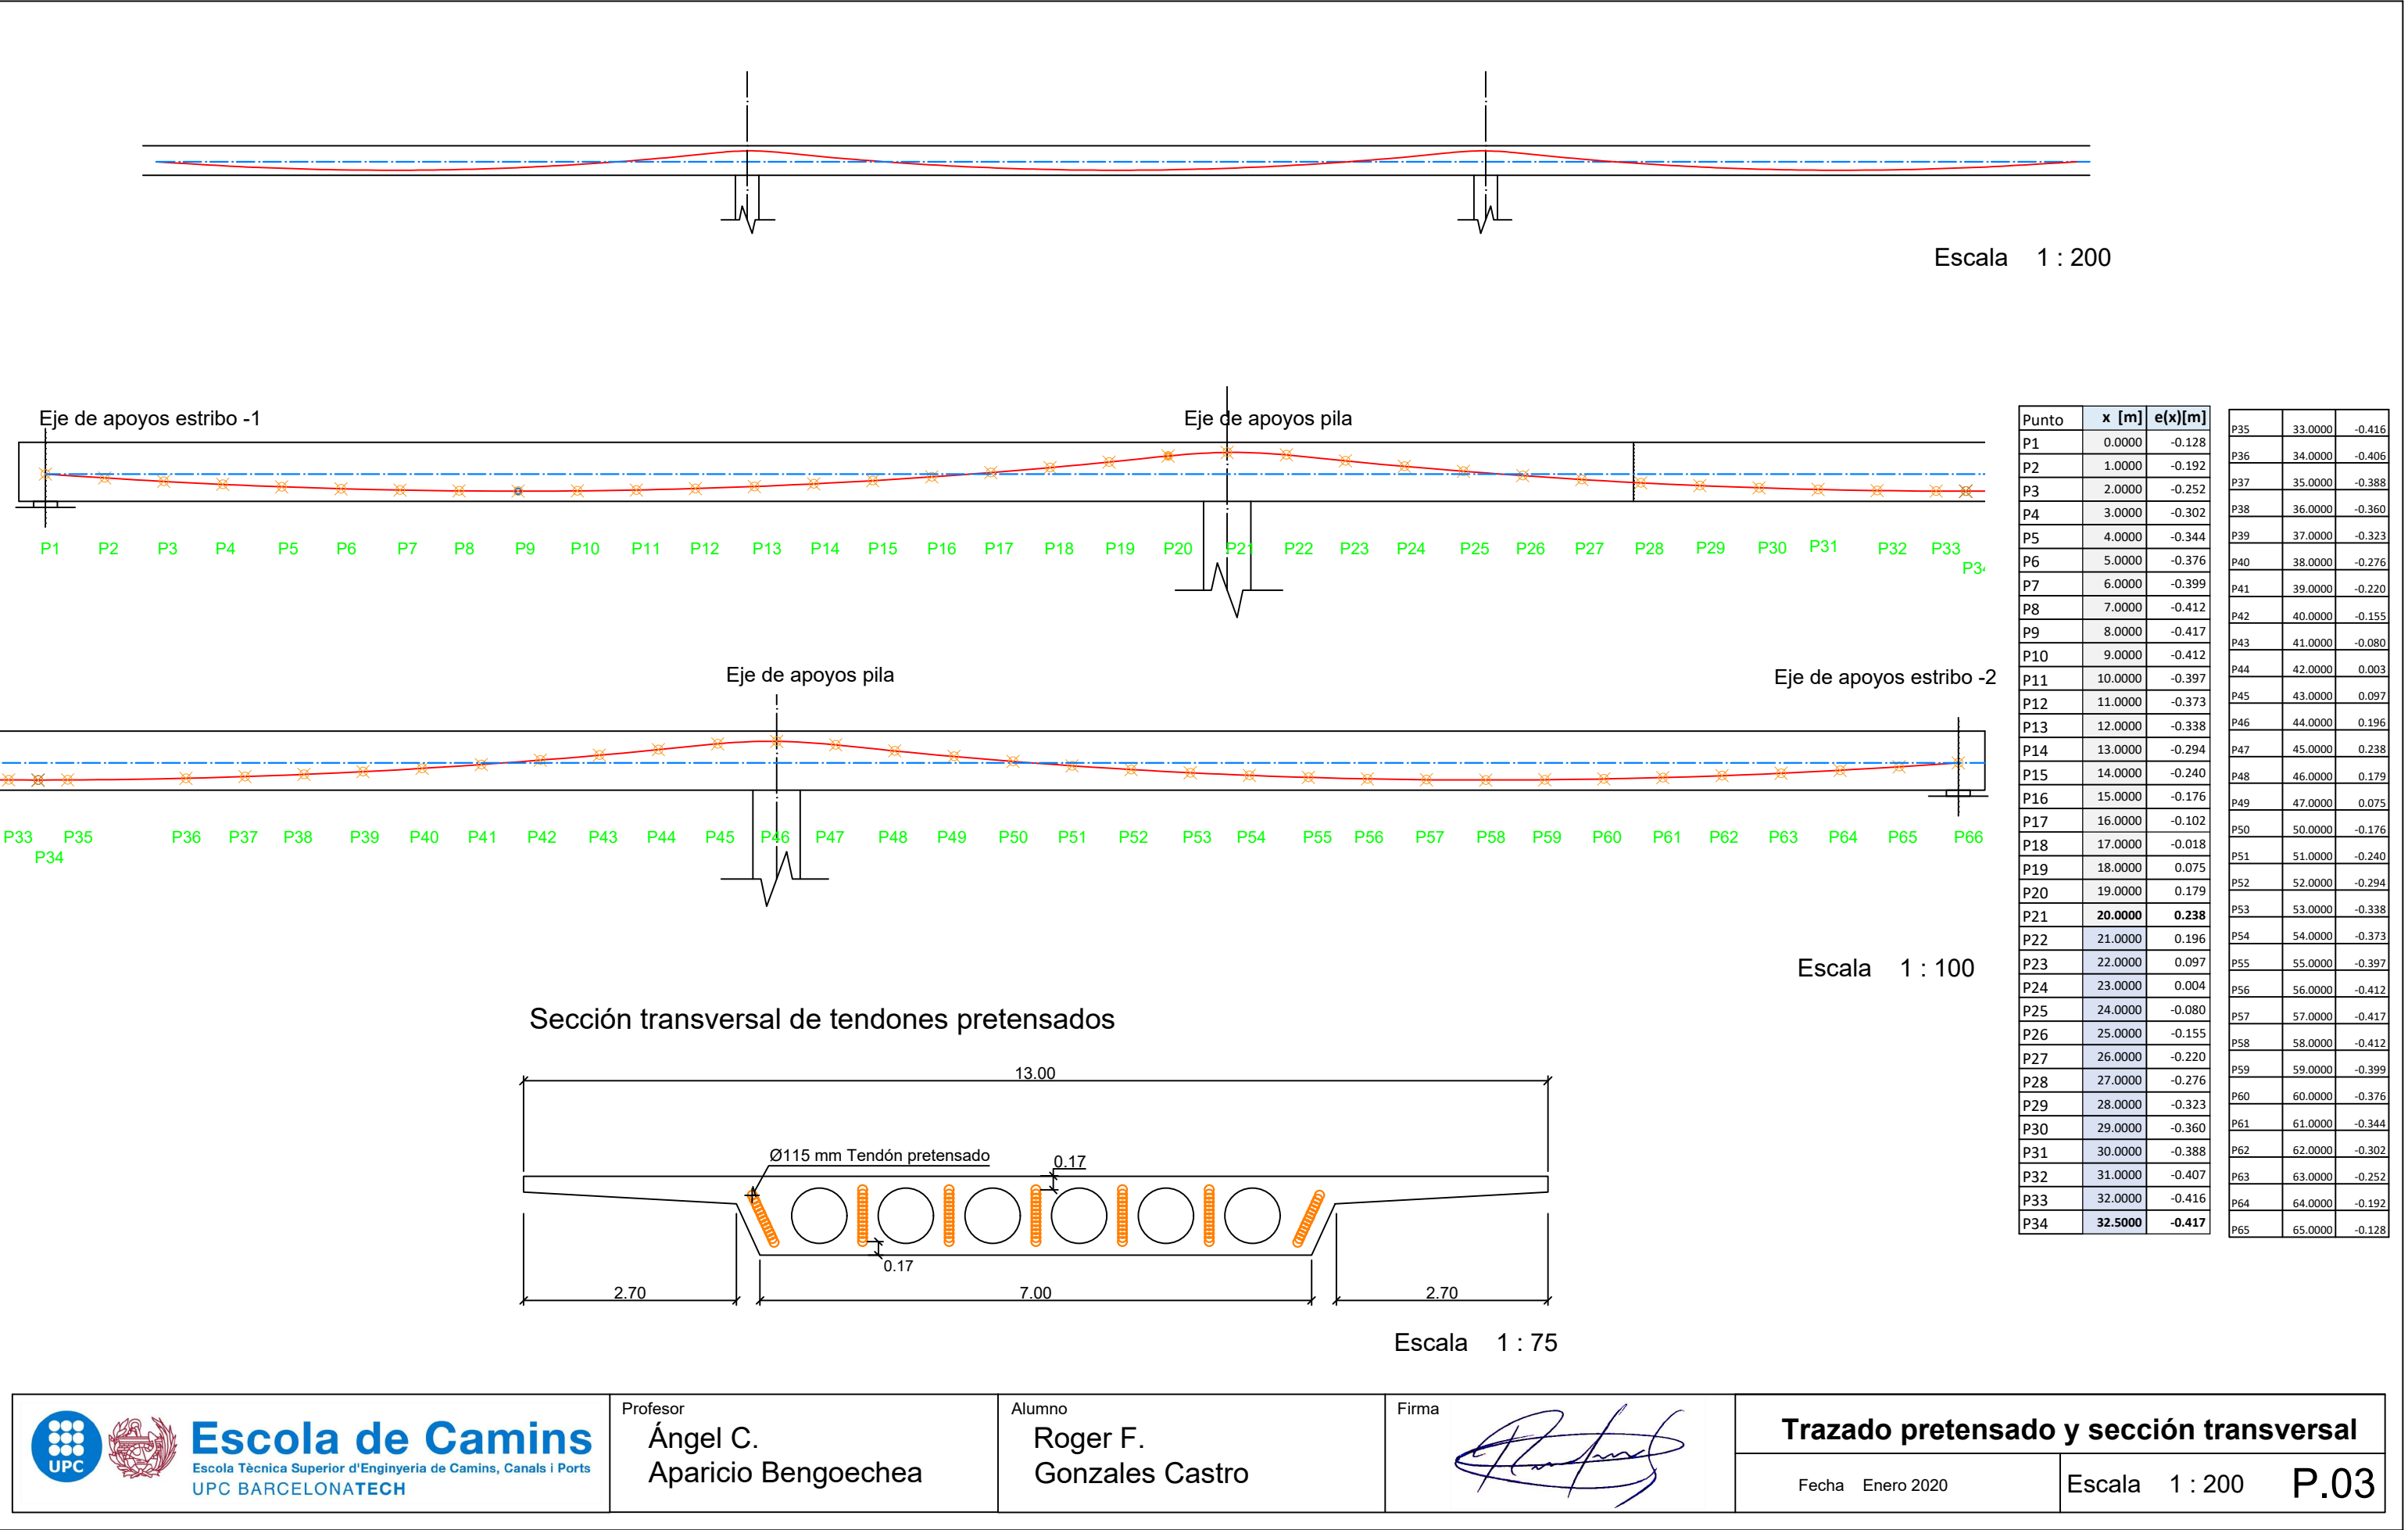 Escala 1 : 200
Eje de apoyos estribo -1
Eje de apoyos pila
P1 P2 P3 P4 P5 P6 P7 P8 P9 P10 P11 P12 P13 P14 P15 P16 P17 P18 P19 P20 P21 P22 P23 P24 P25 P26 P27 P28 P29 P30 P31 P32 P33
Eje de apoyos pila
Eje de apoyos estribo -2
P33 P35 P36 P37 P38 P39 P40 P41 P42 P43 P44 P45 P46 P47 P48 P49 P50 P51 P52 P53 P54 P55 P56 P57 P58 P59 P60 P61 P62 P63 P64 P65 P66
P34
Escala 1 : 100
Punto x [m] e(x)[m]
P1 0.0000 -0.128
P2 1.0000 -0.192
P3 2.0000 -0.252
P4 3.0000 -0.302
P5 4.0000 -0.344
P6 5.0000 -0.376
P7 6.0000 -0.399
P8 7.0000 -0.412
P9 8.0000 -0.417
P10 9.0000 -0.412
P11 10.0000 -0.397
P12 11.0000 -0.373
P13 12.0000 -0.338
P14 13.0000 -0.294
P15 14.0000 -0.240
P16 15.0000 -0.176
P17 16.0000 -0.102
P18 17.0000 -0.018
P19 18.0000 0.075
P20 19.0000 0.179
P21 20.0000 0.238
P22 21.0000 0.196
P23 22.0000 0.097
P24 23.0000 0.004
P25 24.0000 -0.080
P26 25.0000 -0.155
P27 26.0000 -0.220
P28 27.0000 -0.276
P29 28.0000 -0.323
P30 29.0000 -0.360
P31 30.0000 -0.388
P32 31.0000 -0.407
P33 32.0000 -0.416
P34 32.5000 -0.417
P35 33.0000 -0.416
P36 34.0000 -0.406
P37 35.0000 -0.388
P38 36.0000 -0.360
P39 37.0000 -0.323
P40 38.0000 -0.276
P41 39.0000 -0.220
P42 40.0000 -0.155
P43 41.0000 -0.080
P44 42.0000 0.003
P45 43.0000 0.097
P46 44.0000 0.196
P47 45.0000 0.238
P48 46.0000 0.179
P49 47.0000 0.075
P50 50.0000 -0.176
P51 51.0000 -0.240
P52 52.0000 -0.294
P53 53.0000 -0.338
P54 54.0000 -0.373
P55 55.0000 -0.397
P56 56.0000 -0.412
P57 57.0000 -0.417
P58 58.0000 -0.412
P59 59.0000 -0.399
P60 60.0000 -0.376
P61 61.0000 -0.344
P62 62.0000 -0.302
P63 63.0000 -0.252
P64 64.0000 -0.192
P65 65.0000 -0.128
Sección transversal de tendones pretensados
13.00
Ø115 mm Tendón pretensado
0.17
0.17
2.70 7.00 2.70
Escala 1 : 75
UPC
Escola de Camins
Escola Tècnica Superior d'Enginyeria de Camins, Canals i Ports
UPC BARCELONATECH
Profesor
Ángel C.
Aparicio Bengoechea
Alumno
Roger F.
Gonzales Castro
Firma
Trazado pretensado y sección transversal
Fecha Enero 2020
Escala 1 : 200
P.03